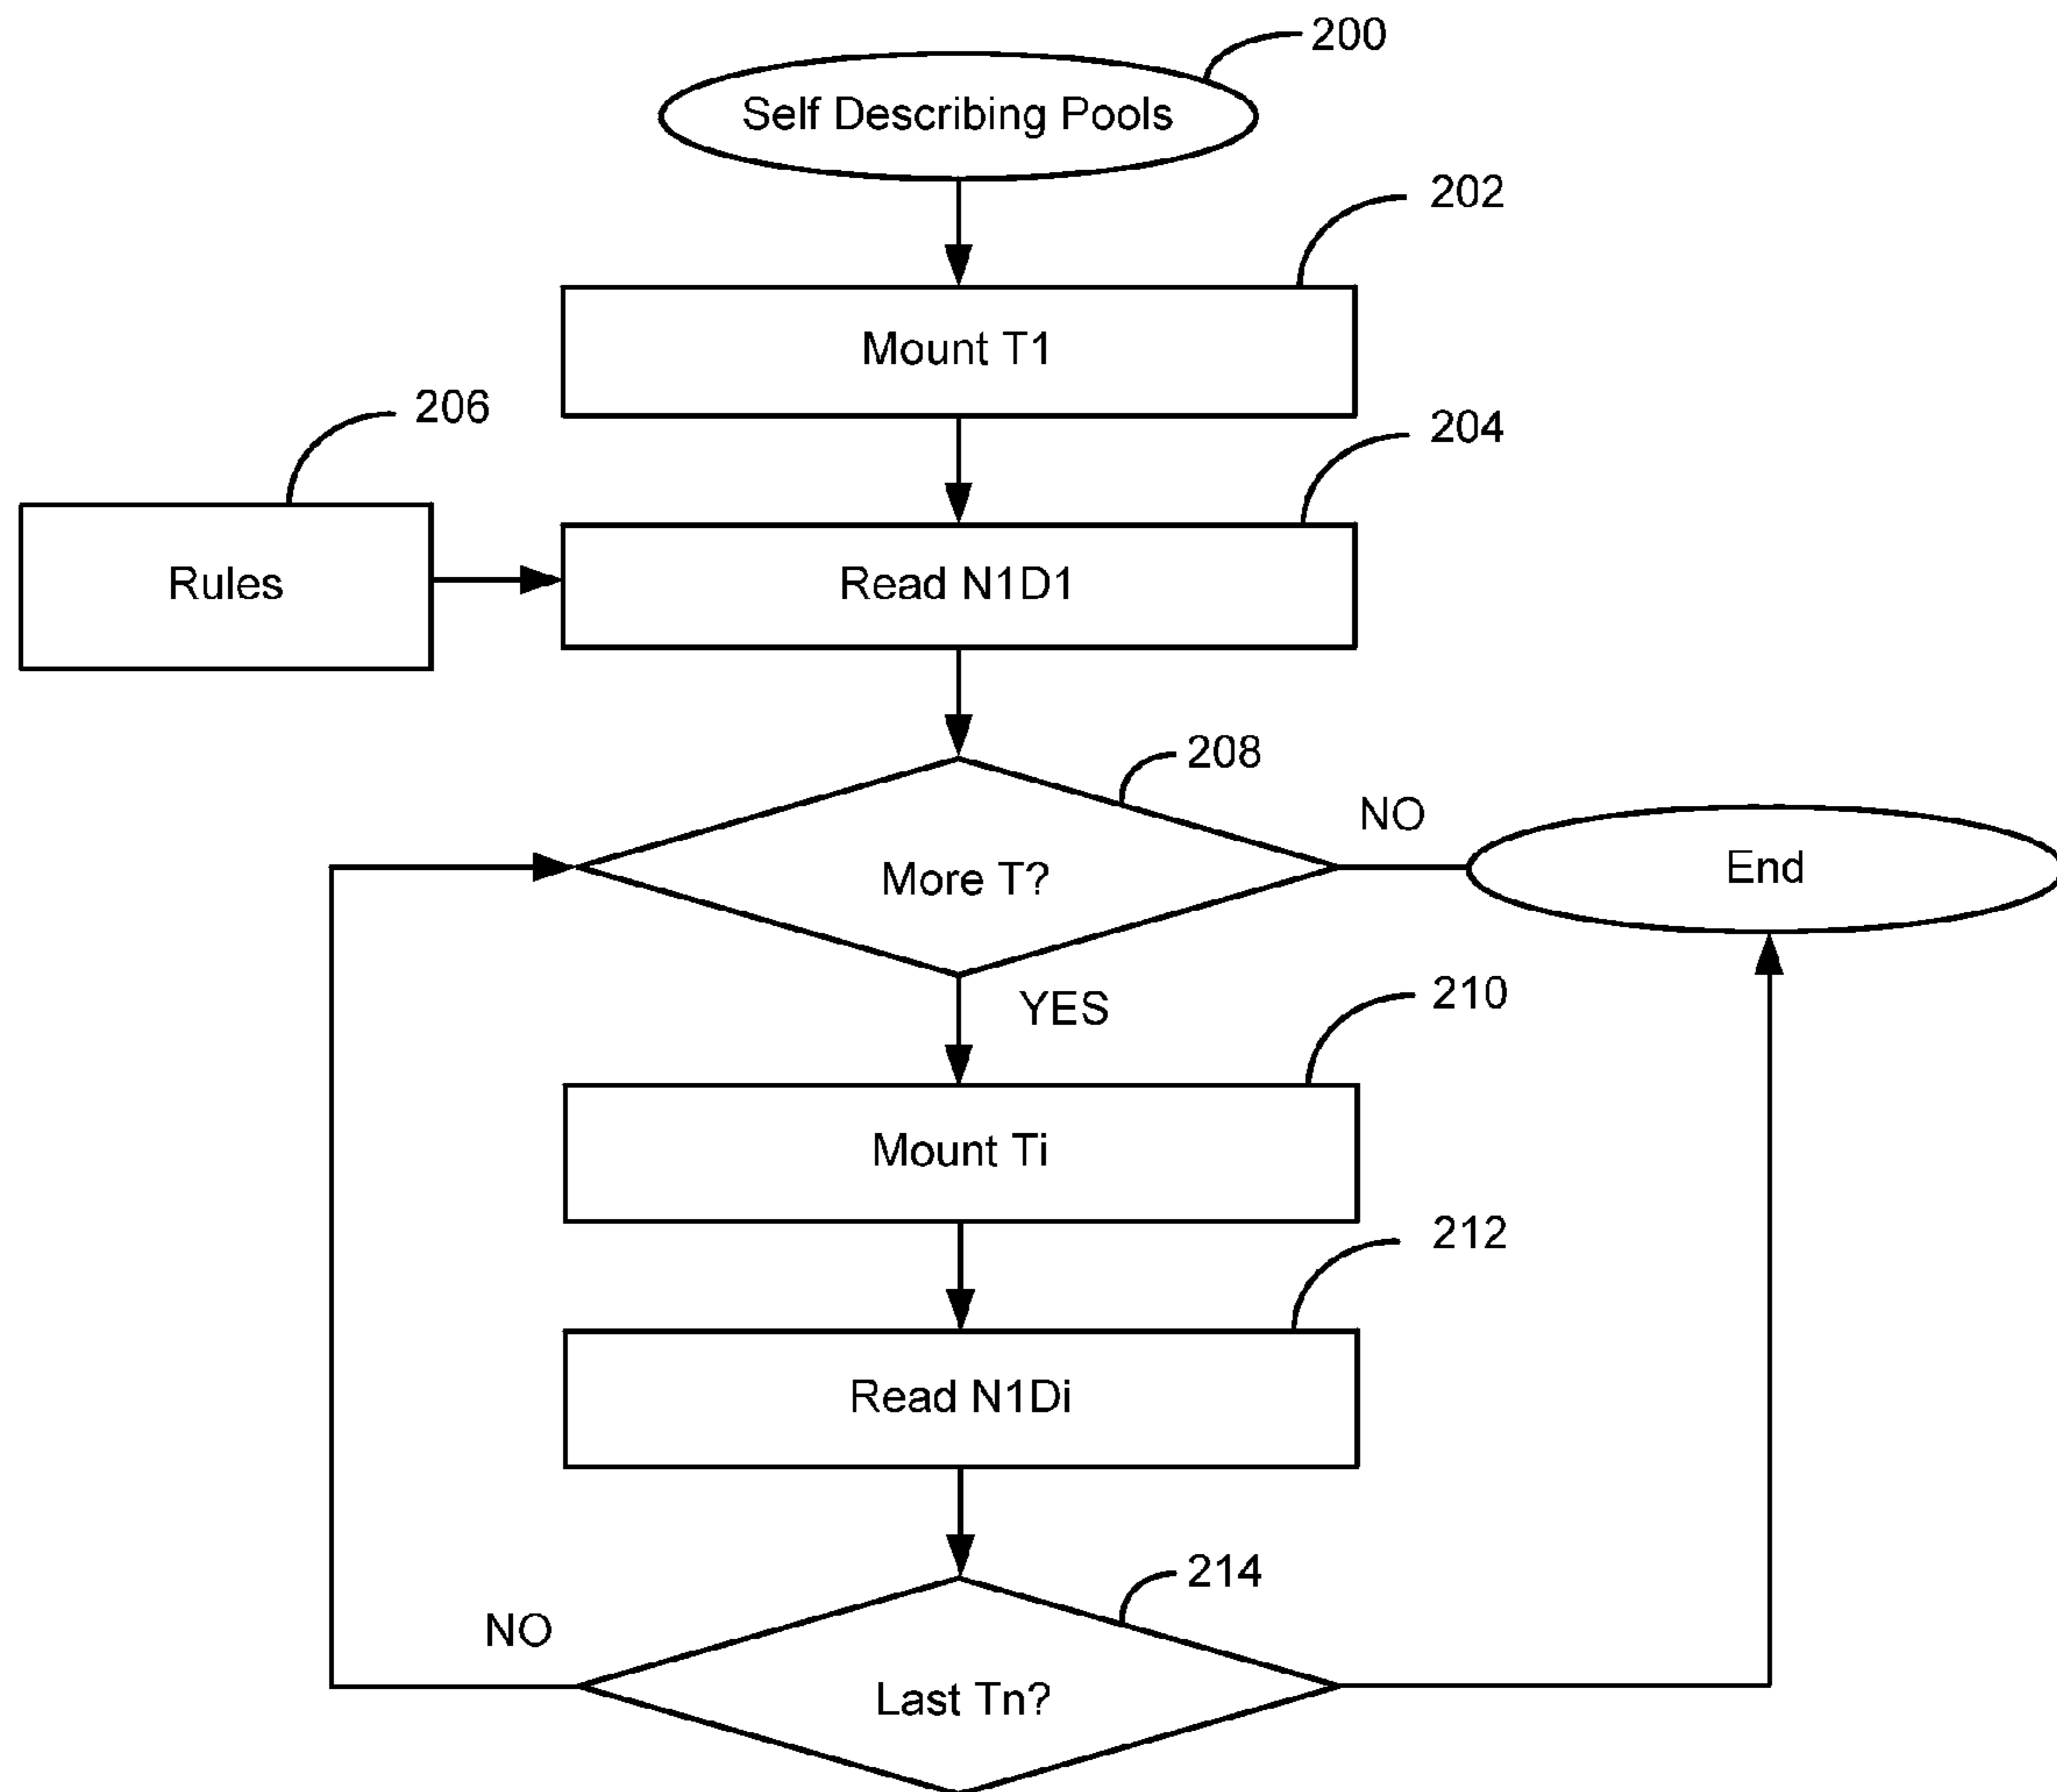 200
Self Describing Pools
202
Mount T1
206
204
Rules
Read N1D1
208
NO
More T?
End
YES
210
Mount Ti
212
Read N1Di
214
NO
Last Tn?